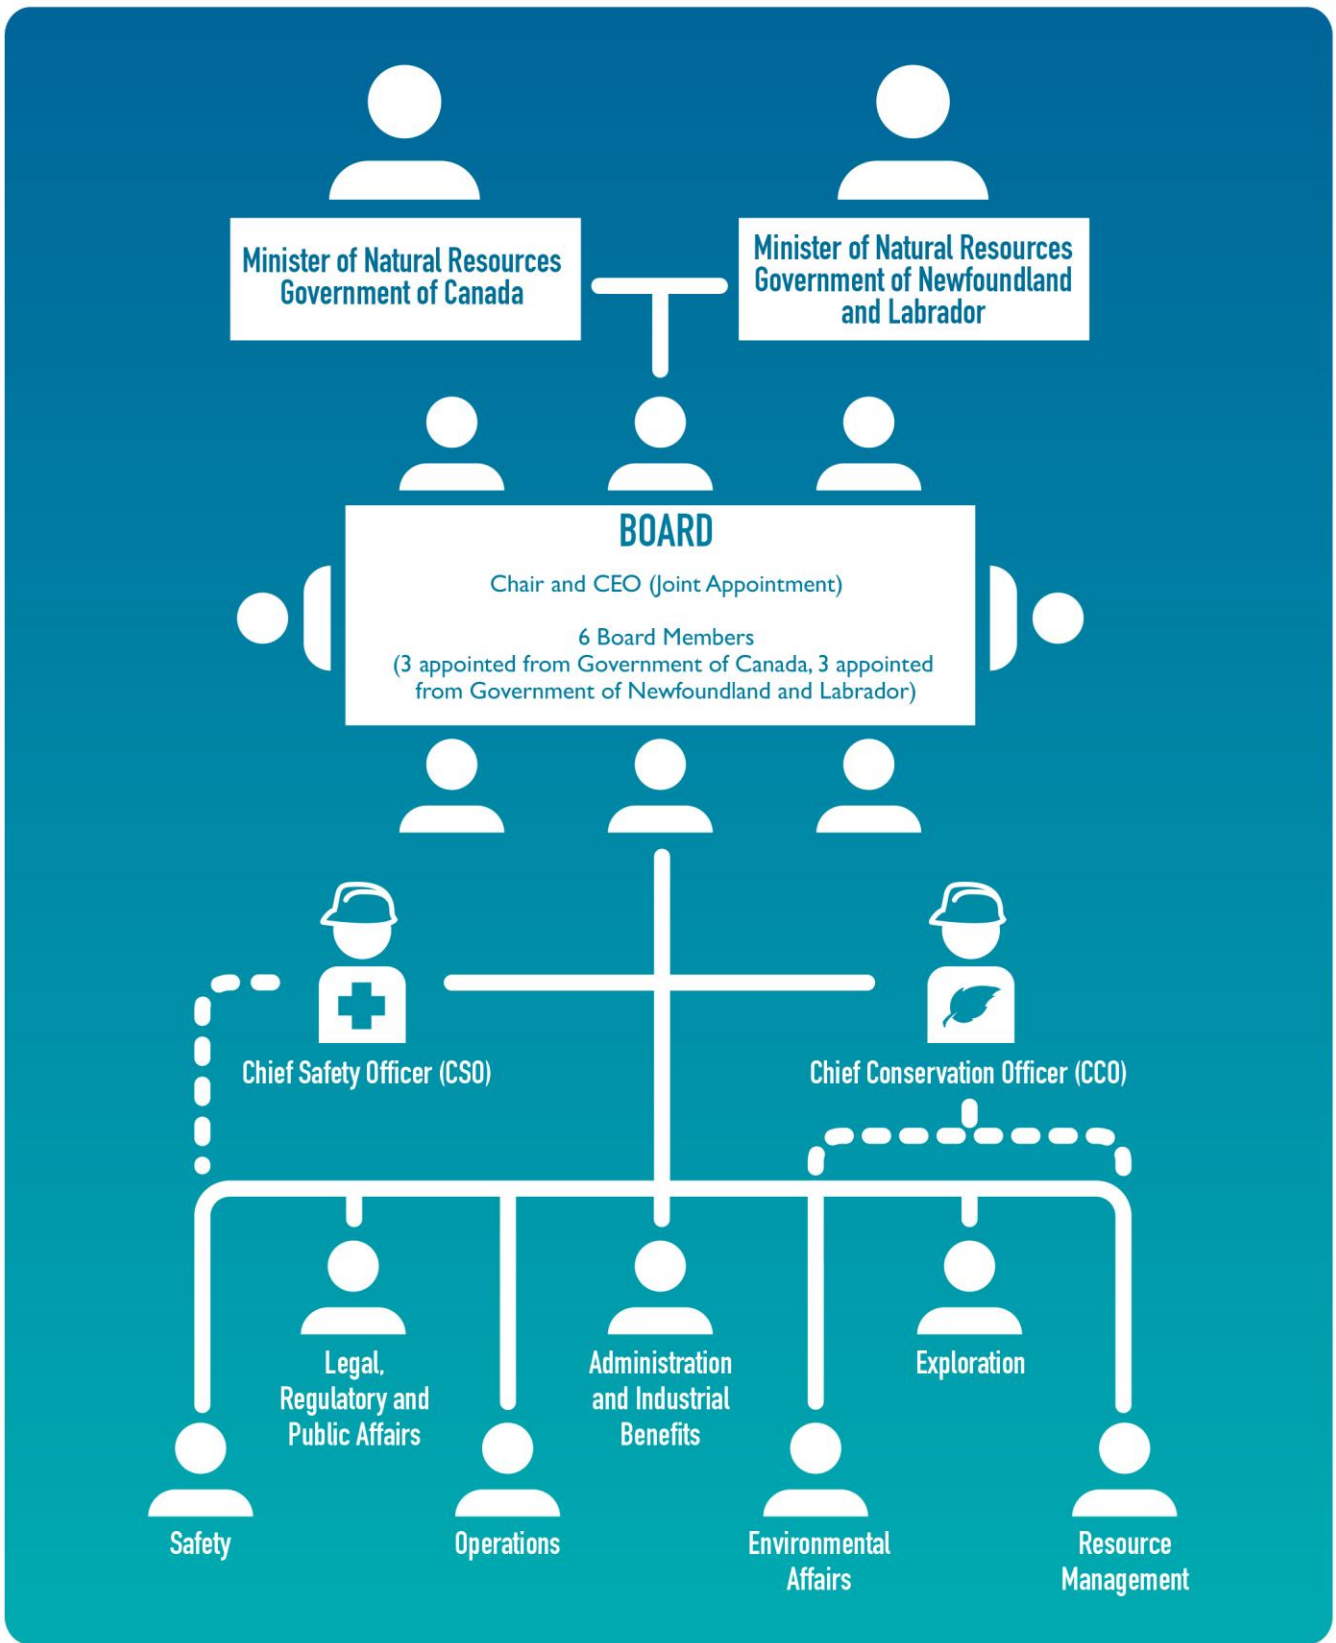 Minister of Natural Resources
Government of Canada
Minister of Natural Resources
Government of Newfoundland
and Labrador
BOARD
Chair and CEO (Joint Appointment)
6 Board Members
(3 appointed from Government of Canada, 3 appointed
from Government of Newfoundland and Labrador)
Chief Safety Officer (CSO)
Chief Conservation Officer (CCO)
Legal,
Regulatory and
Public Affairs
Administration
and Industrial
Benefits
Exploration
Safety
Operations
Environmental
Affairs
Resource
Management